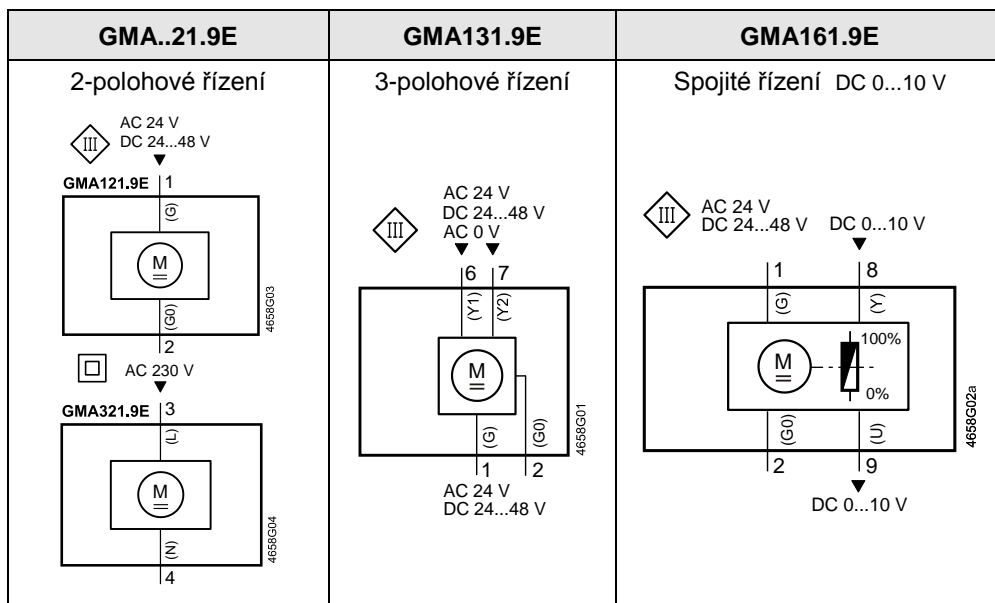 GMA..21.9E
2-polohové řízení
AC 24 V
DC 24...48 V
III
GMA121.9E
1
(G)
M
(G0)
2
4658G03
AC 230 V
GMA321.9E
3
(L)
M
(N)
4
4658G04
GMA131.9E
3-polohové řízení
AC 24 V
DC 24...48 V
AC 0 V
III
6 7
(Y1) (Y2)
M
(G) (G0)
1 2
4658G01
AC 24 V
DC 24...48 V
GMA161.9E
Spojité řízení DC 0...10 V
III
AC 24 V
DC 24...48 V
DC 0...10 V
1 8
(G) (Y)
100%
M
0%
(G0) (U)
2 9
4658G02a
DC 0...10 V